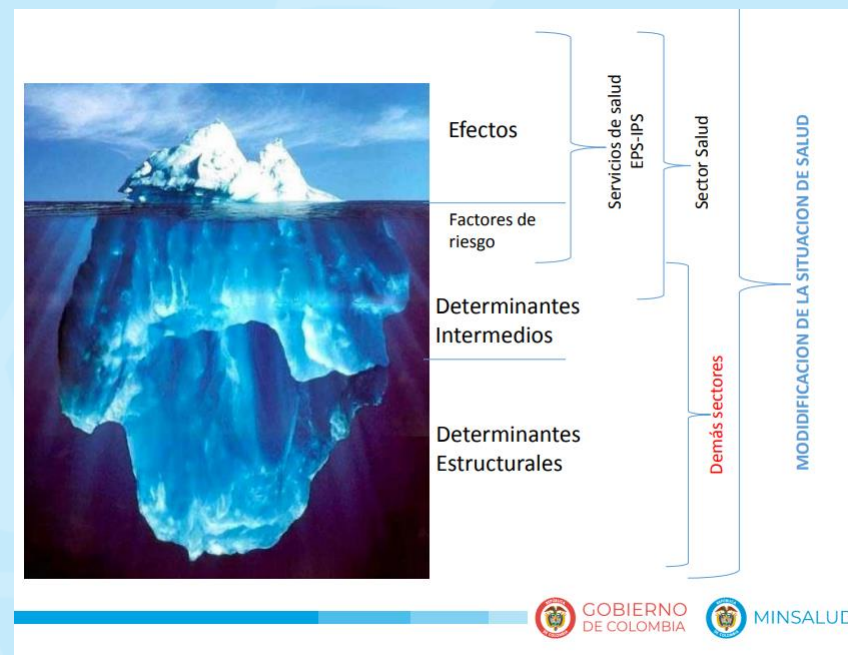 Efectos
Factores de
riesgo
Determinantes
Intermedios
Determinantes
Estructurales
Servicios de salud
EPS-IPS
Sector Salud
Demás sectores
MODIDIFICACION DE LA SITUACION DE SALUD
GOBIERNO
DE COLOMBIA
MINSALUD